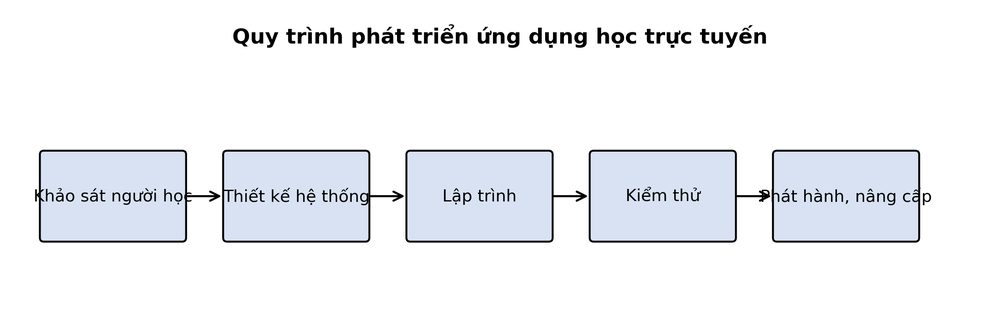 Quy trình phát triển ứng dụng học trực tuyến
Khảo sát người học
Thiết kế hệ thống
Lập trình
Kiểm thử
Phát hành, nâng cấp